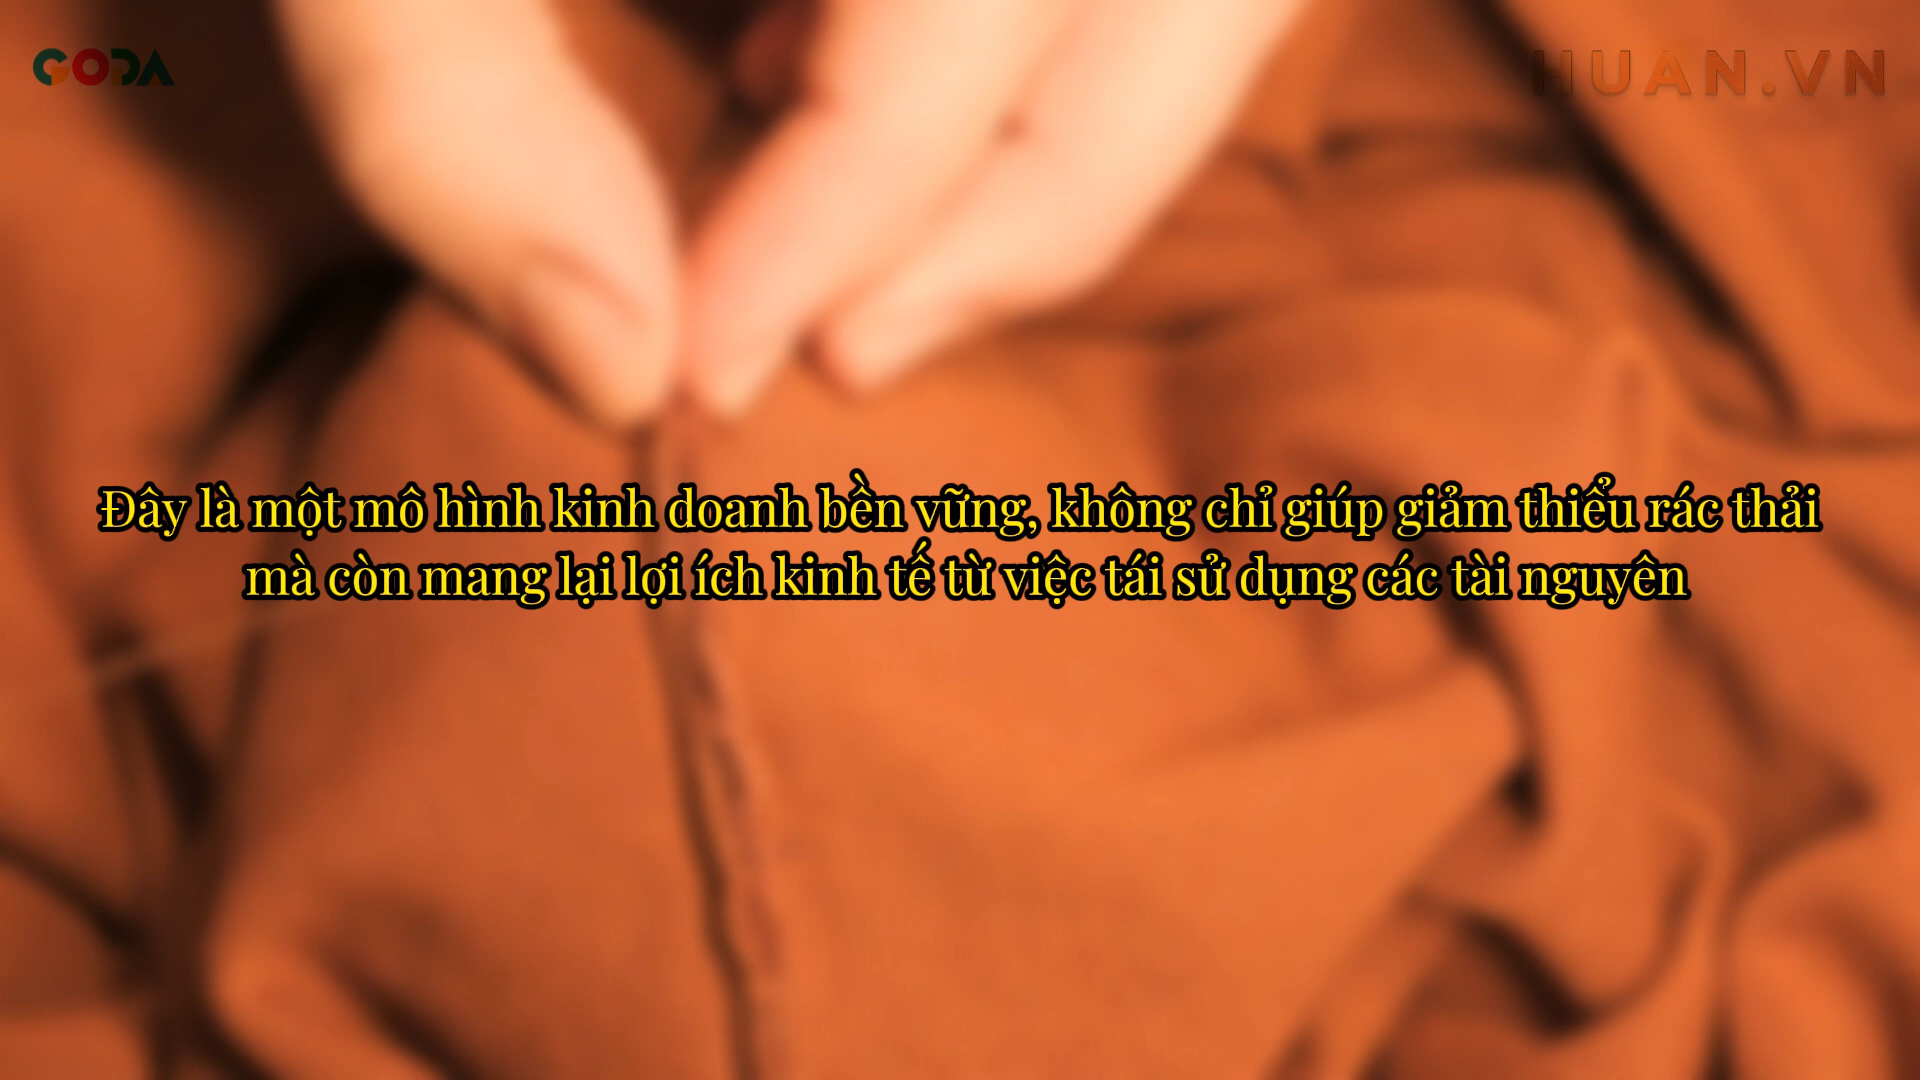 GODA
HUAN.VN
Đây là một mô hình kinh doanh bền vững, không chỉ giúp giảm thiểu rác thải
mà còn mang lại lợi ích kinh tế từ việc tái sử dụng các tài nguyên